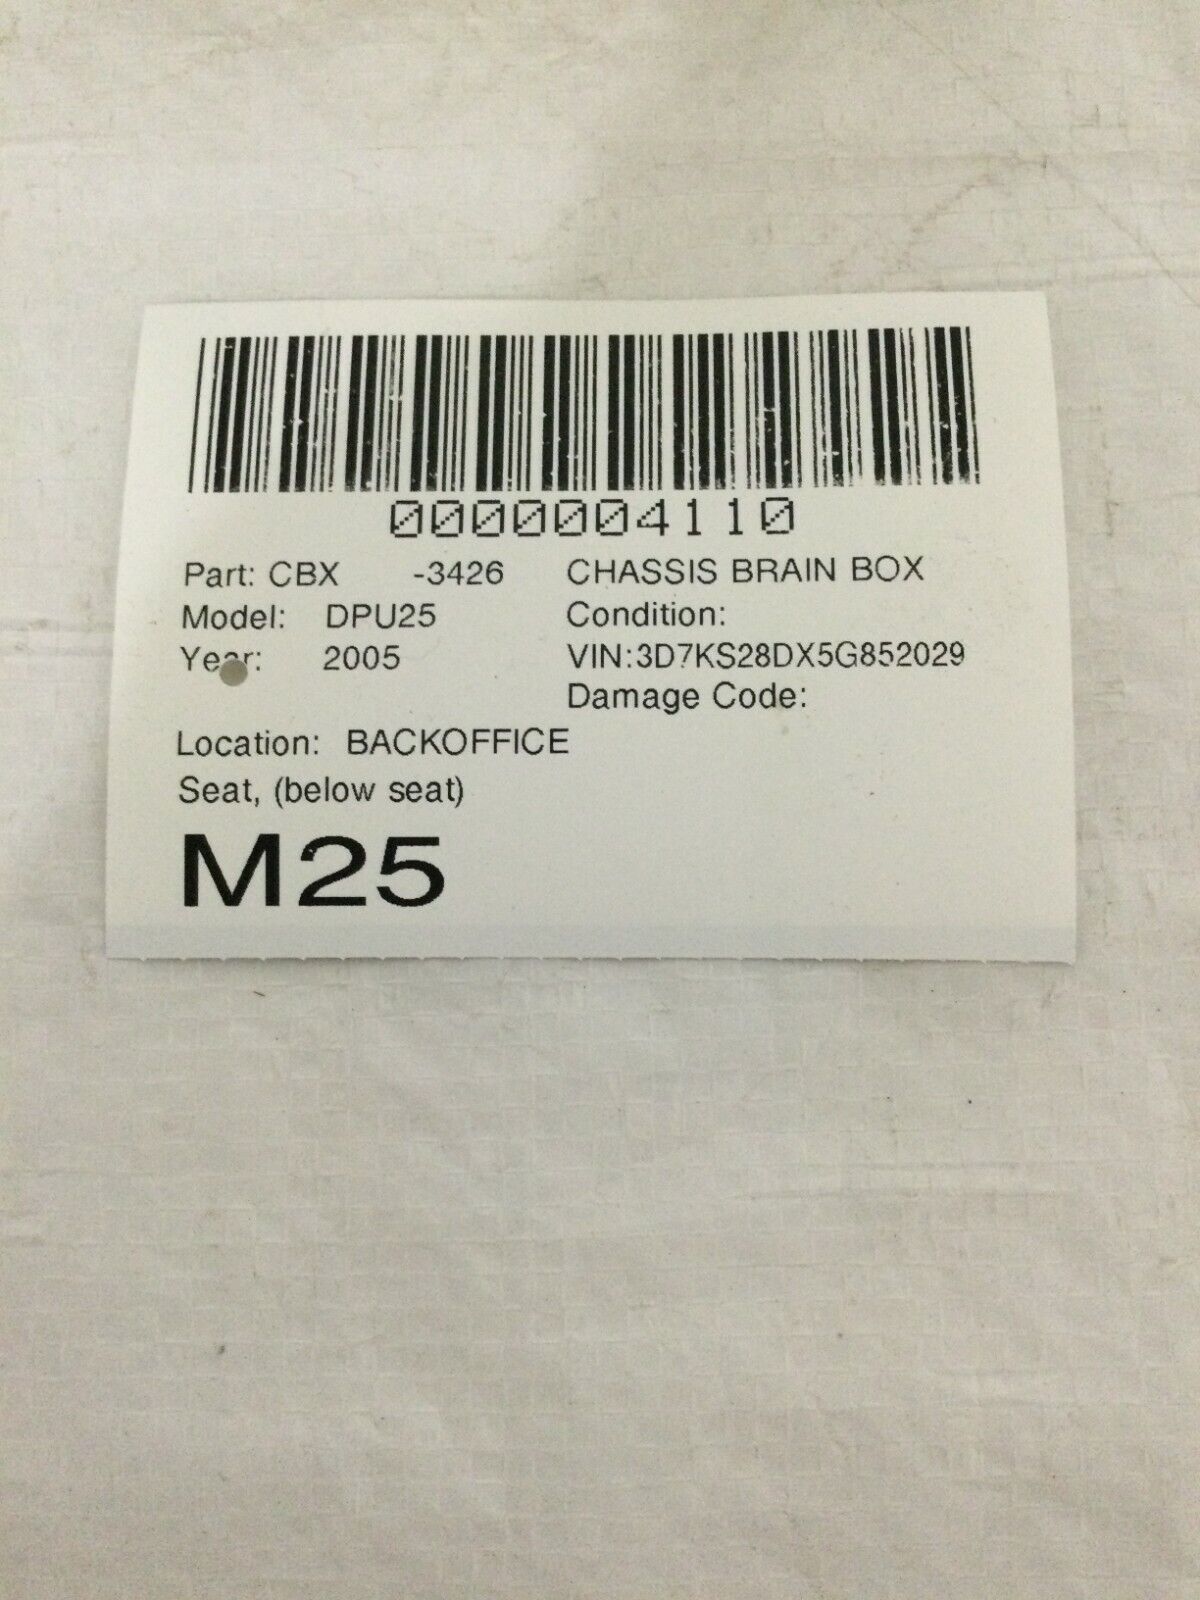 0000004110
Part: CBX -3426 CHASSIS BRAIN BOX
Model: DPU25 Condition:
Year: 2005 VIN:3D7KS28DX5G852029
Damage Code:
Location: BACKOFFICE
Seat, (below seat)
M25